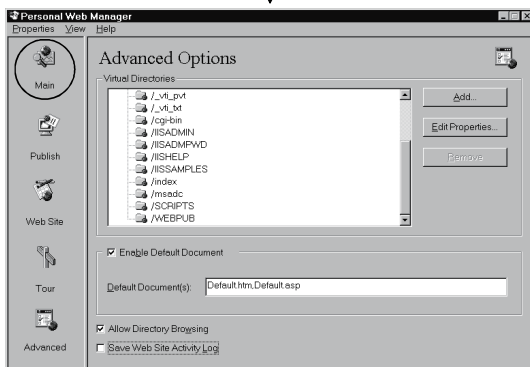 Personal Web Manager
Properties View Help
Main
Publish
Web Site
Tour
Advanced
Advanced Options
Virtual Directories
/_vti_pvt
/_vti_txt
/cgi-bin
/IISADMIN
/IISADMPWD
/IISHELP
/IISSAMPLES
/index
/msadc
/SCRIPTS
/WEBPUB
Add...
Edit Properties...
Remove
Enable Default Document
Default Document(s): Default.htm,Default.asp
Allow Directory Browsing
Save Web Site Activity Log